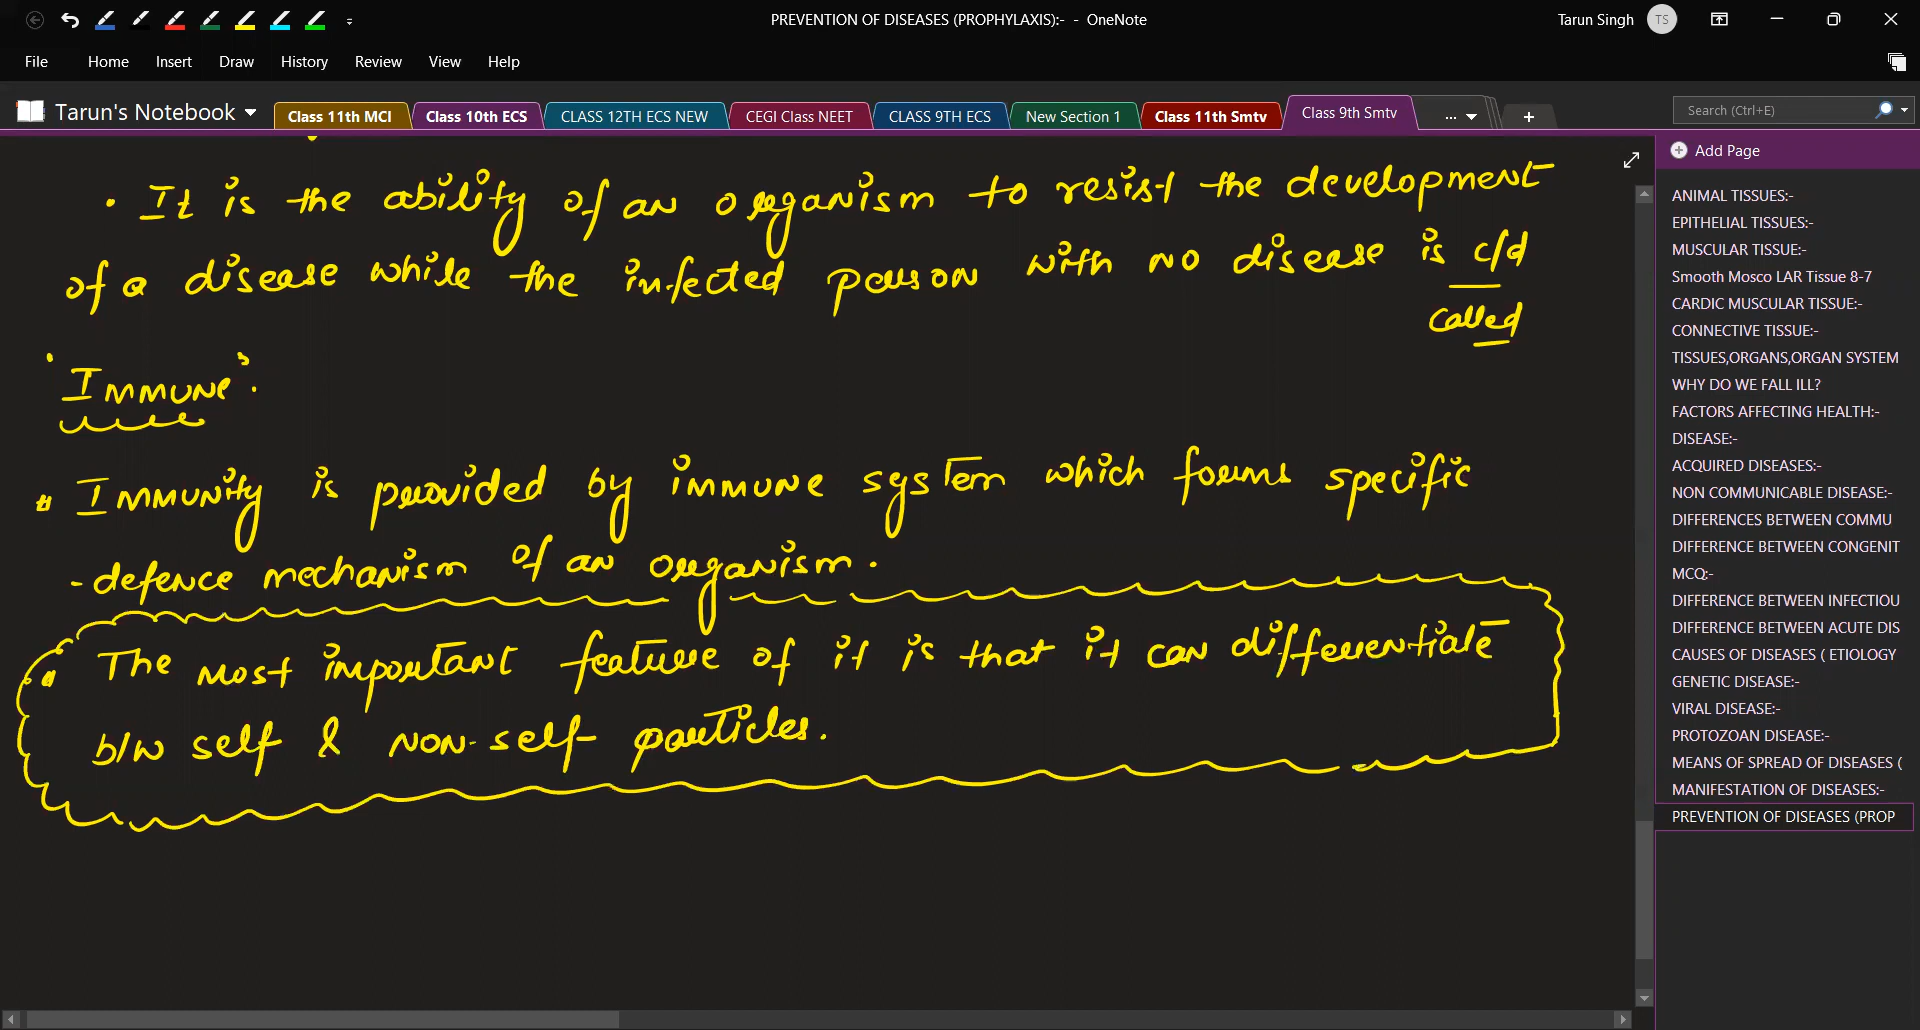 PREVENTION OF DISEASES (PROPHYLAXIS):- - OneNote
Tarun Singh TS
File Home Insert Draw History Review View Help
Tarun's Notebook
Class 11th MCI
Class 10th ECS
CLASS 12TH ECS NEW
CEGI Class NEET
CLASS 9TH ECS
New Section 1
Class 11th Smtv
Class 9th Smtv
...
+
Search (Ctrl+E)
. It is the ability of an organism to resist the development
of a disease while the infected person with no disease is c/d
called
'Immune'.
Immunity is provided by immune system which forms specific
- defence mechanism of an organism.
The most important feature of it is that it can differentiate
b/w self & non-self particles.
Add Page
ANIMAL TISSUES:-
EPITHELIAL TISSUES:-
MUSCULAR TISSUE:-
Smooth Mosco LAR Tissue 8-7
CARDIC MUSCULAR TISSUE:-
CONNECTIVE TISSUE:-
TISSUES,ORGANS,ORGAN SYSTEM
WHY DO WE FALL ILL?
FACTORS AFFECTING HEALTH:-
DISEASE:-
ACQUIRED DISEASES:-
NON COMMUNICABLE DISEASE:-
DIFFERENCES BETWEEN COMMU
DIFFERENCE BETWEEN CONGENIT
MCQ:-
DIFFERENCE BETWEEN INFECTIOU
DIFFERENCE BETWEEN ACUTE DIS
CAUSES OF DISEASES ( ETIOLOGY
GENETIC DISEASE:-
VIRAL DISEASE:-
PROTOZOAN DISEASE:-
MEANS OF SPREAD OF DISEASES (
MANIFESTATION OF DISEASES:-
PREVENTION OF DISEASES (PROP